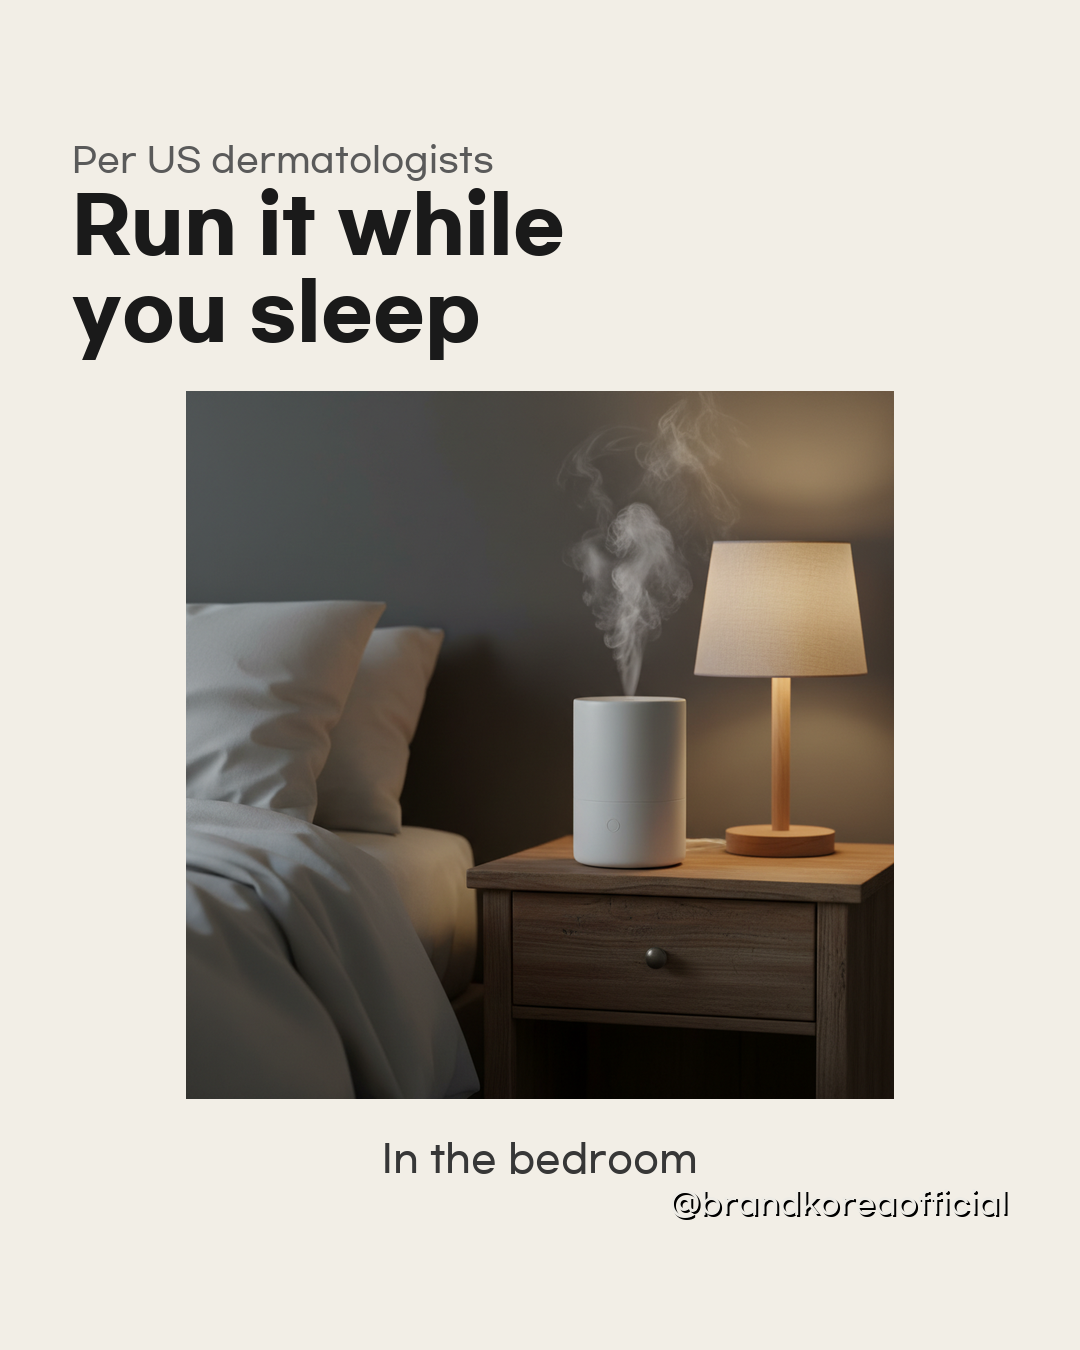 Per US dermatologists
Run it while
you sleep
In the bedroom
@brandkoreaofficial